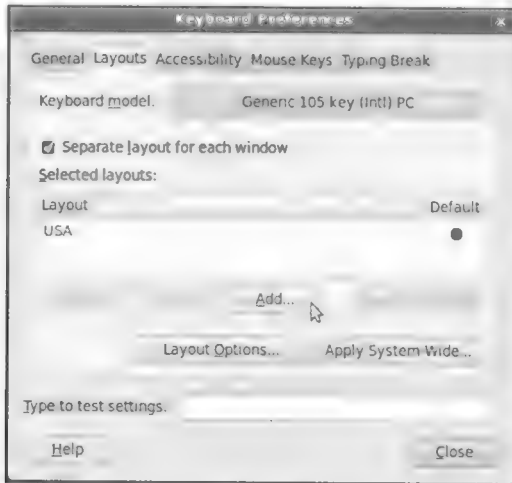 Keyboard Preferences
General Layouts Accessibility Mouse Keys Typing Break
Keyboard model. Generic 105 key (Intl) PC
Separate layout for each window
Selected layouts:
Layout Default
USA
Add...
Layout Options... Apply System Wide...
Type to test settings.
Help Close